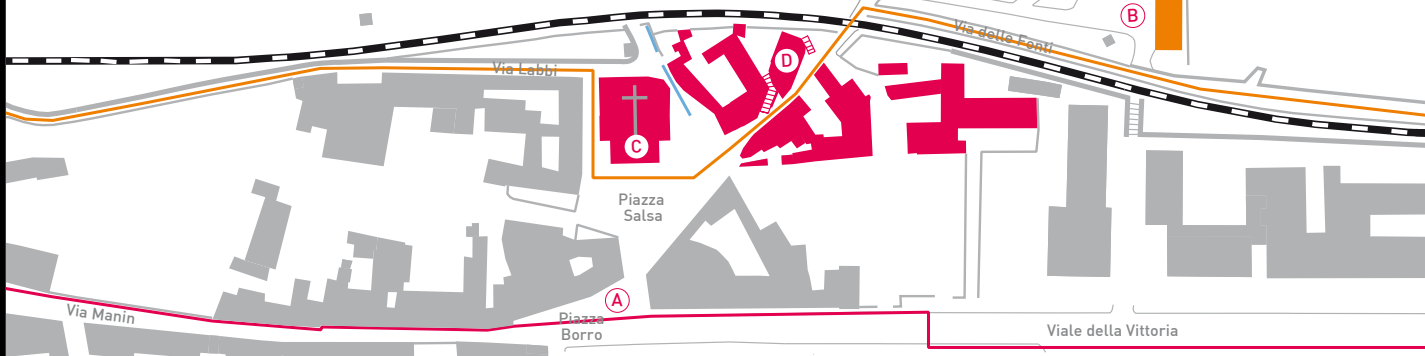 B
Via delle Fonti
D
Via Labbi
C
Piazza
Salsa
A
Via Manin
Piazza
Borro
Viale della Vittoria